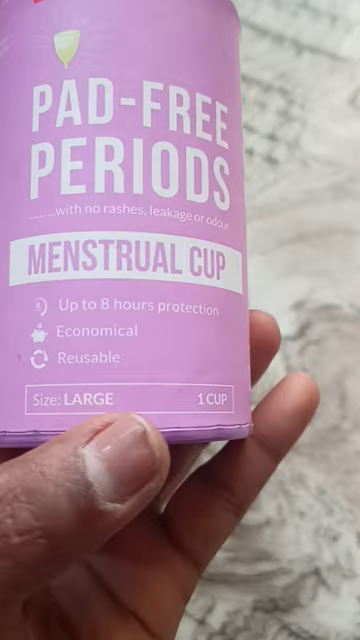 PAD-FREE
PERIODS
........with no rashes, leakage or odour
MENSTRUAL CUP
8
Up to 8 hours protection
Economical
Reusable
Size: LARGE 1 CUP